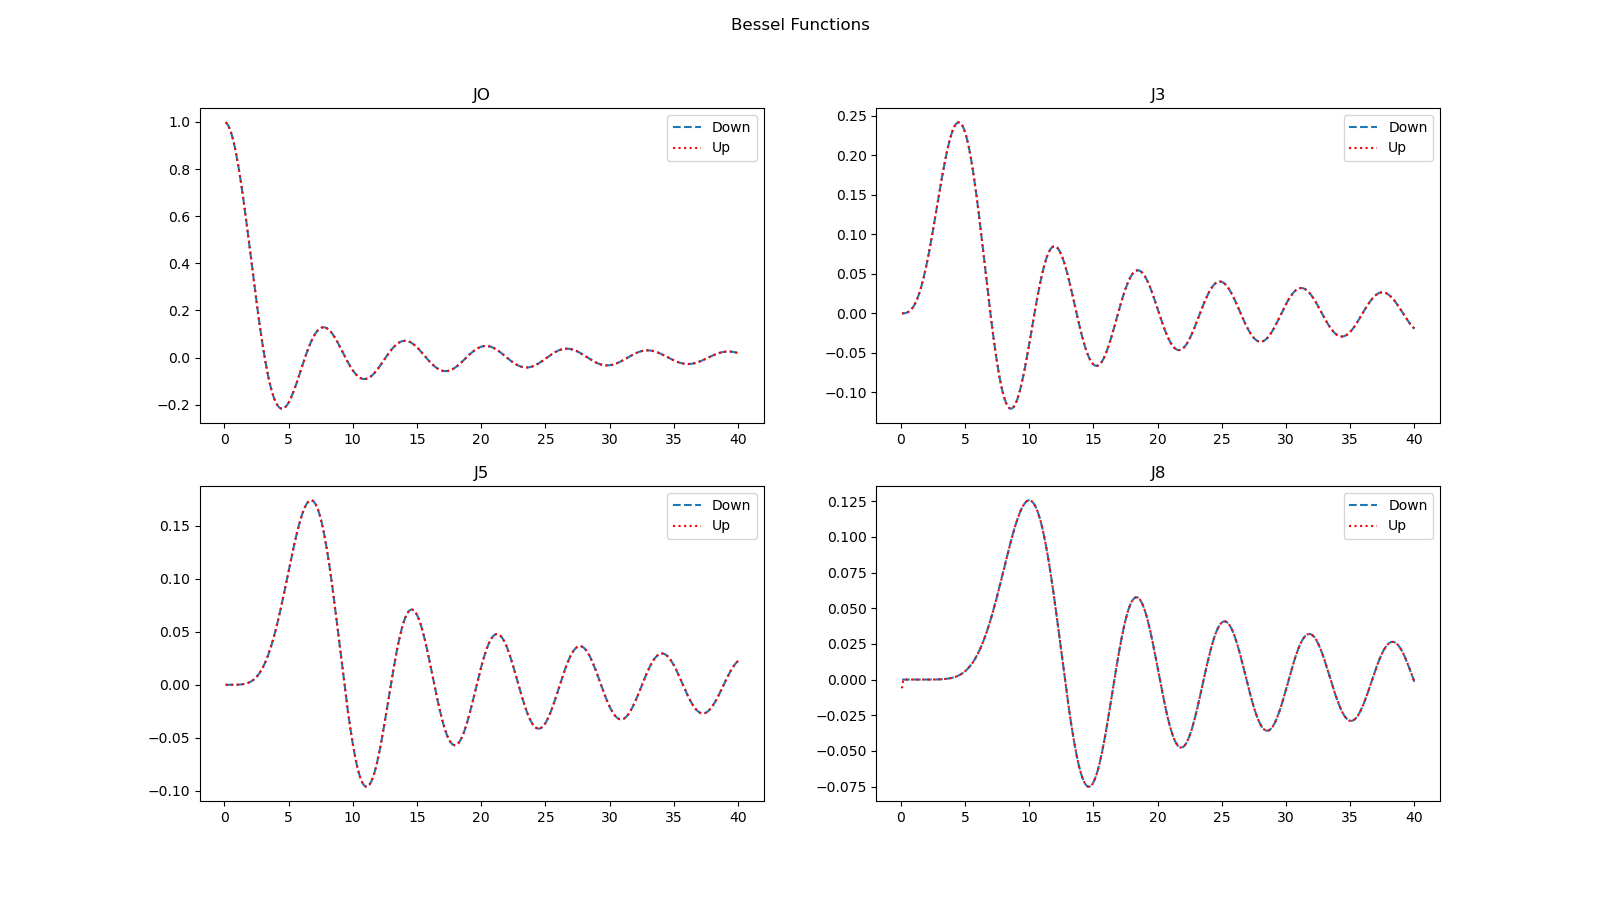 Bessel Functions
JO
1.0
0.8
0.6
0.4
0.2
0.0
−0.2
0 5 10 15 20 25 30 35 40
Down
Up
J3
0.25
0.20
0.15
0.10
0.05
0.00
−0.05
−0.10
0 5 10 15 20 25 30 35 40
Down
Up
J5
0.15
0.10
0.05
0.00
−0.05
−0.10
0 5 10 15 20 25 30 35 40
Down
Up
J8
0.125
0.100
0.075
0.050
0.025
0.000
−0.025
−0.050
−0.075
0 5 10 15 20 25 30 35 40
Down
Up